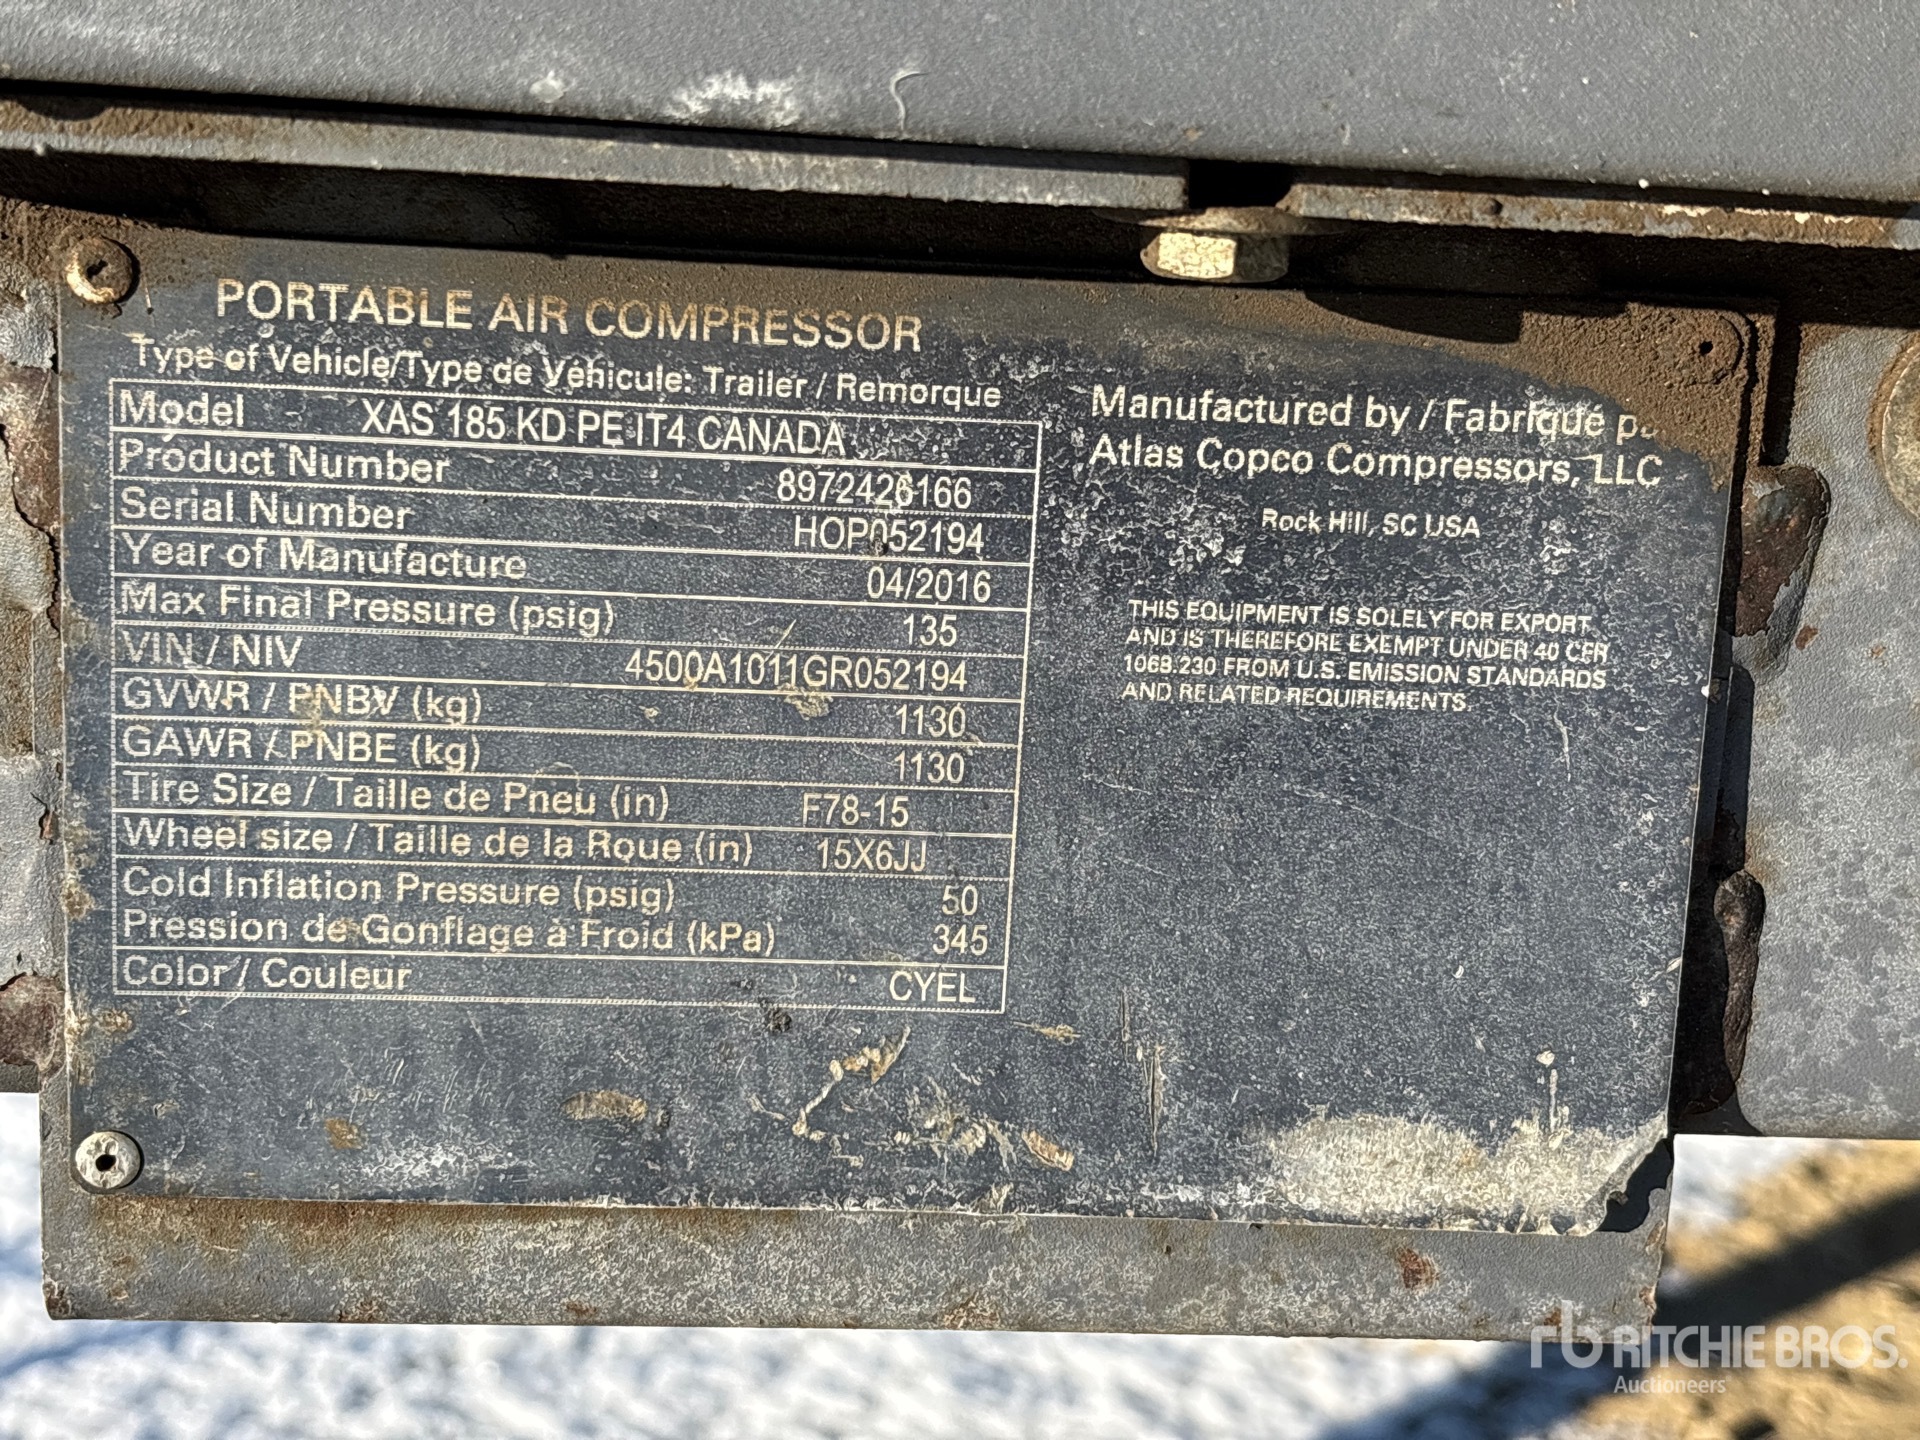 PORTABLE AIR COMPRESSOR
Type of Vehicle/Type de Véhicule: Trailer / Remorque
Model XAS 185 KD PE IT4 CANADA
Product Number 8972426166
Serial Number HOP052194
Year of Manufacture 04/2016
Max Final Pressure (psig) 135
VIN / NIV 4500A1011GR052194
GVWR / PNBV (kg) 1130
GAWR / PNBE (kg) 1130
Tire Size / Taille de Pneu (in) F78-15
Wheel size / Taille de la Roue (in) 15X6JJ
Cold Inflation Pressure (psig) 50
Pression de Gonflage à Froid (kPa) 345
Color / Couleur CYEL
Manufactured by / Fabriqué
Atlas Copco Compressors, LLC
Rock Hill, SC USA
THIS EQUIPMENT IS SOLELY FOR EXPORT
AND IS THEREFORE EXEMPT UNDER 40 CFR
1068.230 FROM U.S. EMISSION STANDARDS
AND RELATED REQUIREMENTS.
rb RITCHIE BROS.
Auctioneers